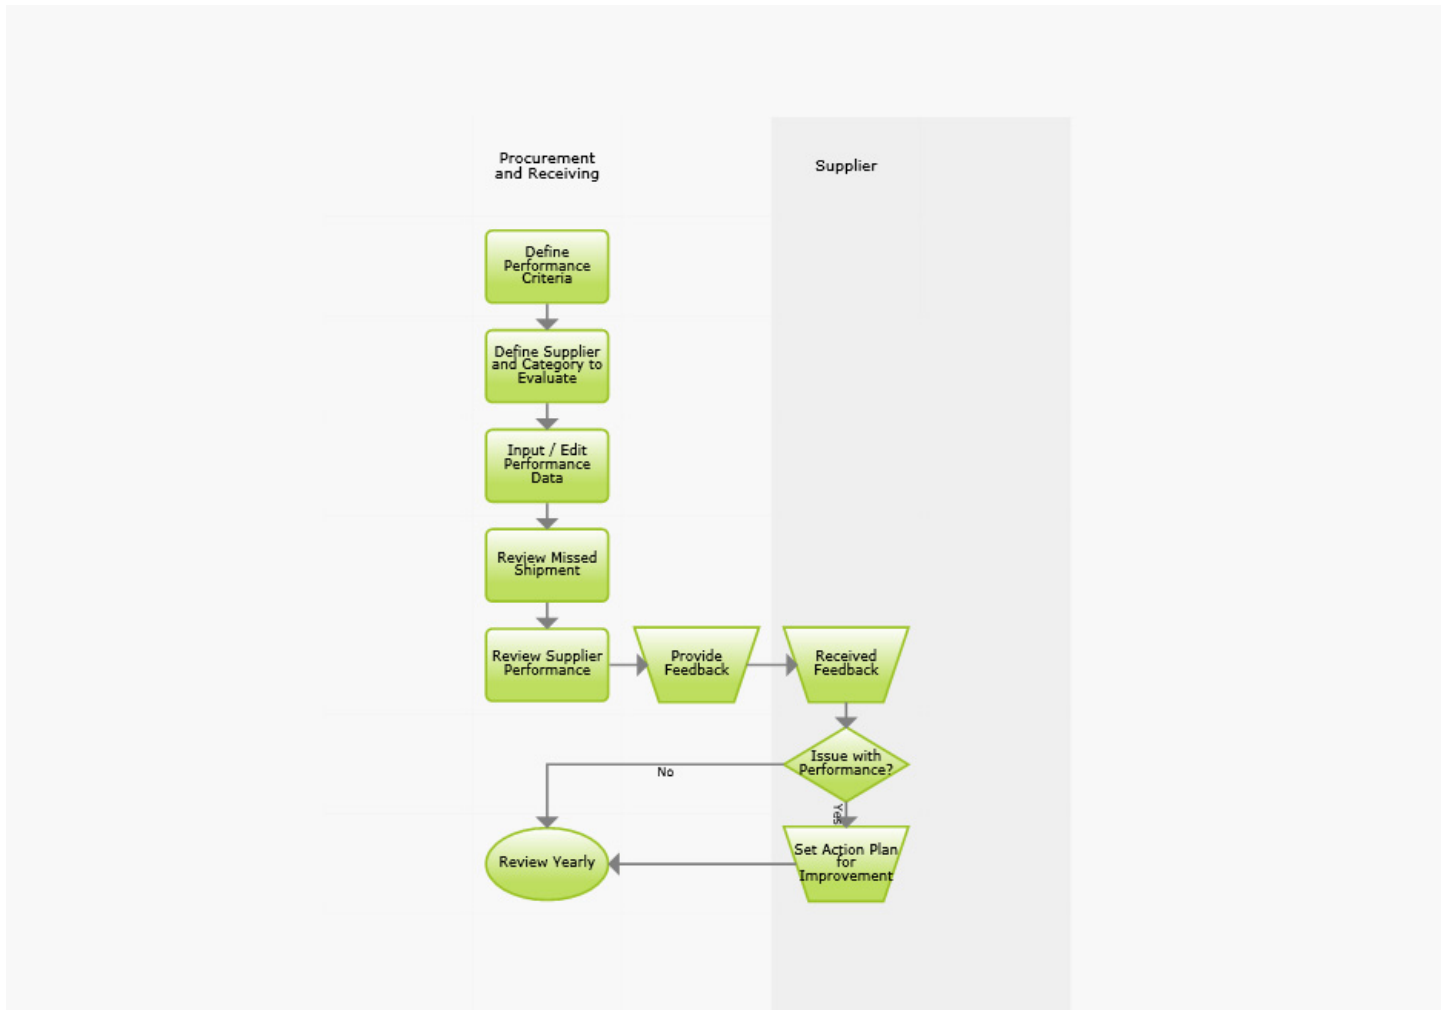 Procurement
and Receiving
Supplier
Define
Performance
Criteria
Define Supplier
and Category to
Evaluate
Input / Edit
Performance
Data
Review Missed
Shipment
Review Supplier
Performance
Provide
Feedback
Received
Feedback
Issue with
Performance?
No
Yes
Review Yearly
Set Action Plan
for
Improvement